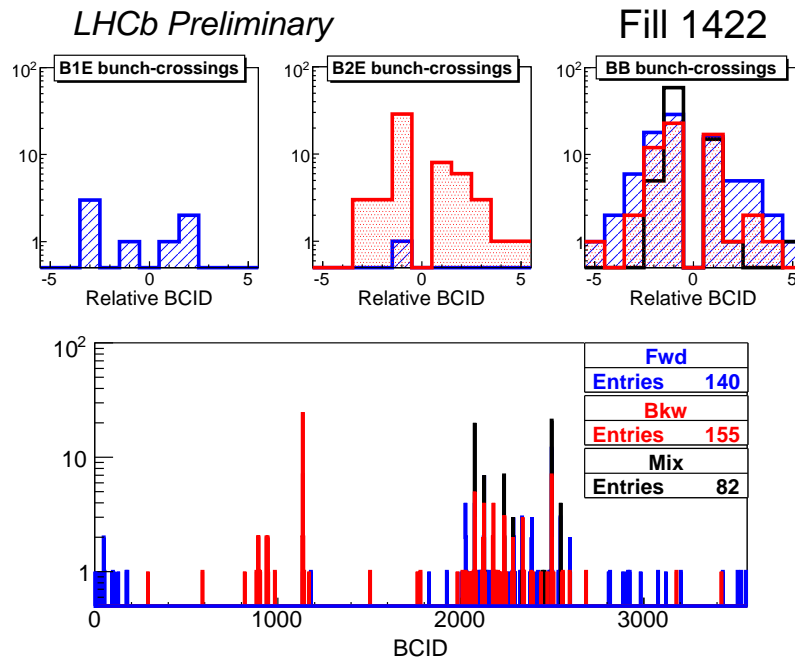 LHCb Preliminary Fill 1422
B1E bunch-crossings B2E bunch-crossings BB bunch-crossings
10² 10² 10²
10 10 10
1 1 1
-5 0 5 -5 0 5 -5 0 5
Relative BCID Relative BCID Relative BCID
10²
10
1
0 1000 2000 3000
BCID
Fwd
Entries 140
Bkw
Entries 155
Mix
Entries 82